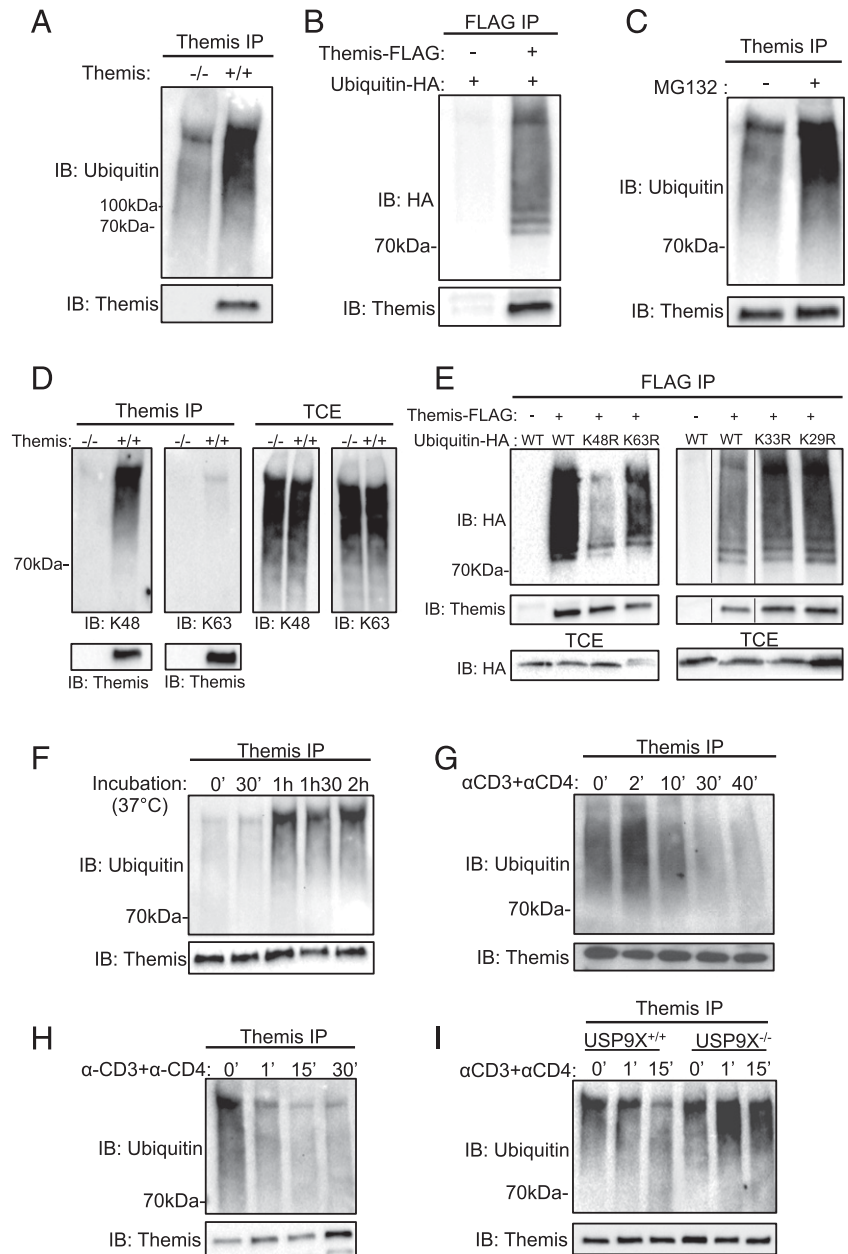 A
Themis IP
Themis: -/- +/+
IB: Ubiquitin
100kDa-
70kDa-
IB: Themis
B
FLAG IP
Themis-FLAG: - +
Ubiquitin-HA: + +
IB: HA
70kDa-
IB: Themis
C
Themis IP
MG132 : - +
IB: Ubiquitin
70kDa-
IB: Themis
D
Themis IP TCE
Themis: -/- +/+ -/- +/+ -/- +/+ -/- +/+
70kDa-
IB: K48 IB: K63 IB: K48 IB: K63
IB: Themis IB: Themis
E
FLAG IP
Themis-FLAG: - + + + - + + +
Ubiquitin-HA : WT WT K48R K63R WT WT K33R K29R
IB: HA
70KDa-
IB: Themis
TCE TCE
IB: HA
F
Themis IP
Incubation: 0’ 30’ 1h 1h30 2h
(37°C)
IB: Ubiquitin
70kDa-
IB: Themis
G
Themis IP
αCD3+αCD4: 0’ 2’ 10’ 30’ 40’
IB: Ubiquitin
70kDa-
IB: Themis
H
Themis IP
α-CD3+α-CD4: 0’ 1’ 15’ 30’
IB: Ubiquitin
70kDa-
IB: Themis
I
Themis IP
USP9X+/+ USP9X-/-
αCD3+αCD4: 0’ 1’ 15’ 0’ 1’ 15’
IB: Ubiquitin
70kDa-
IB: Themis